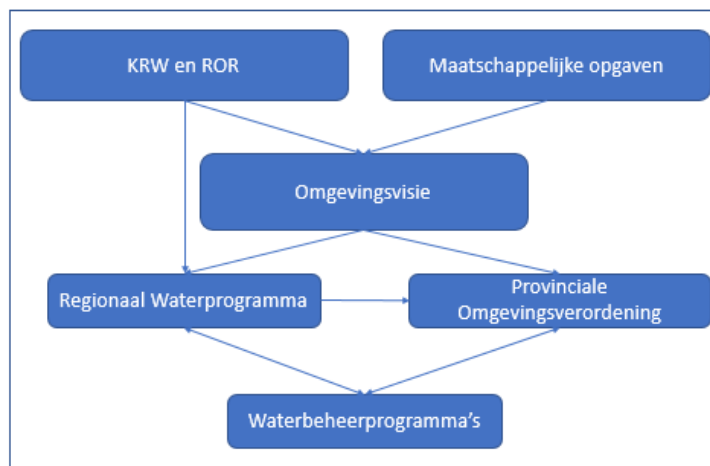 KRW en ROR
Maatschappelijke opgaven
Omgevingsvisie
Regionaal Waterprogramma
Provinciale
Omgevingsverordening
Waterbeheerprogramma’s